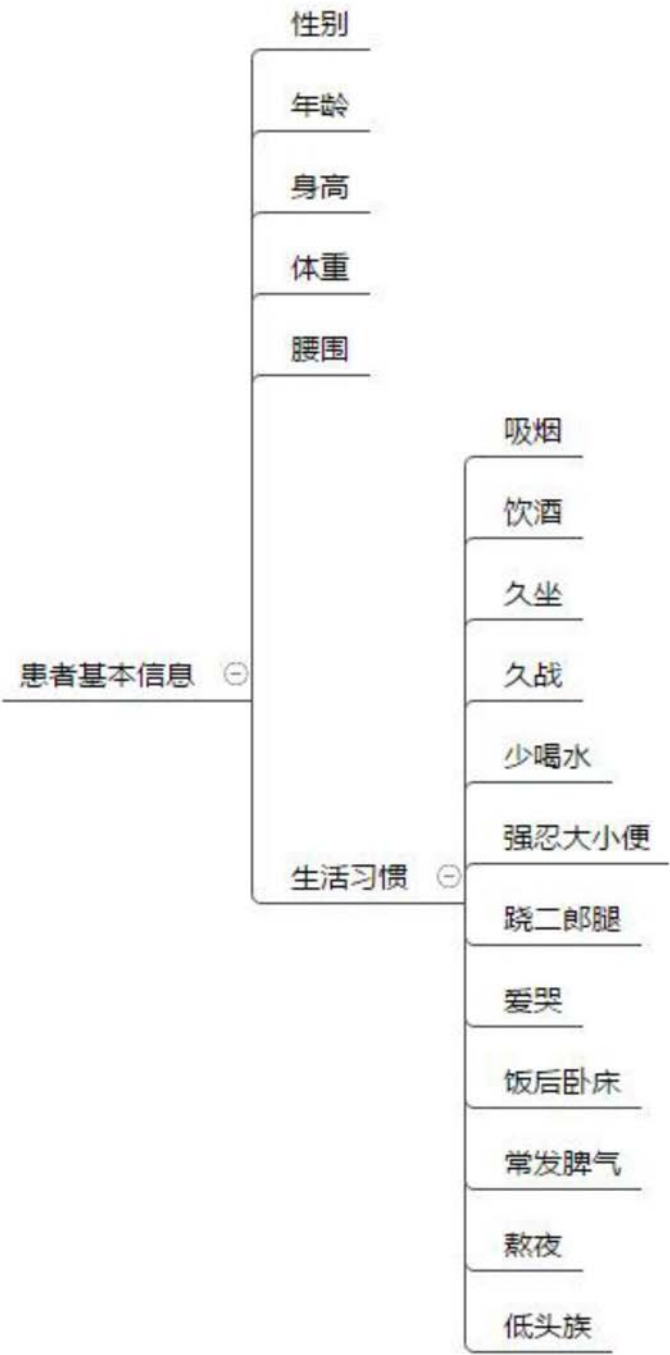 性别
年龄
身高
体重
腰围
吸烟
饮酒
久坐
患者基本信息
久战
少喝水
强忍大小便
生活习惯
跷二郎腿
爱哭
饭后卧床
常发脾气
熬夜
低头族